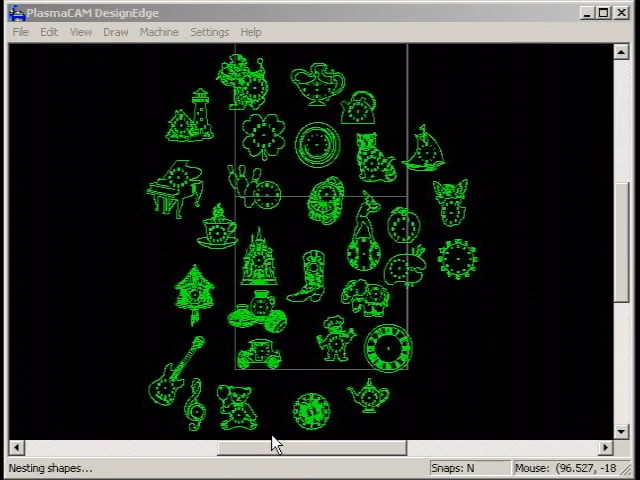 PlasmaCAM DesignEdge
File Edit View Draw Machine Settings Help
Nesting shapes... Snaps: N Mouse: (96.527, -18